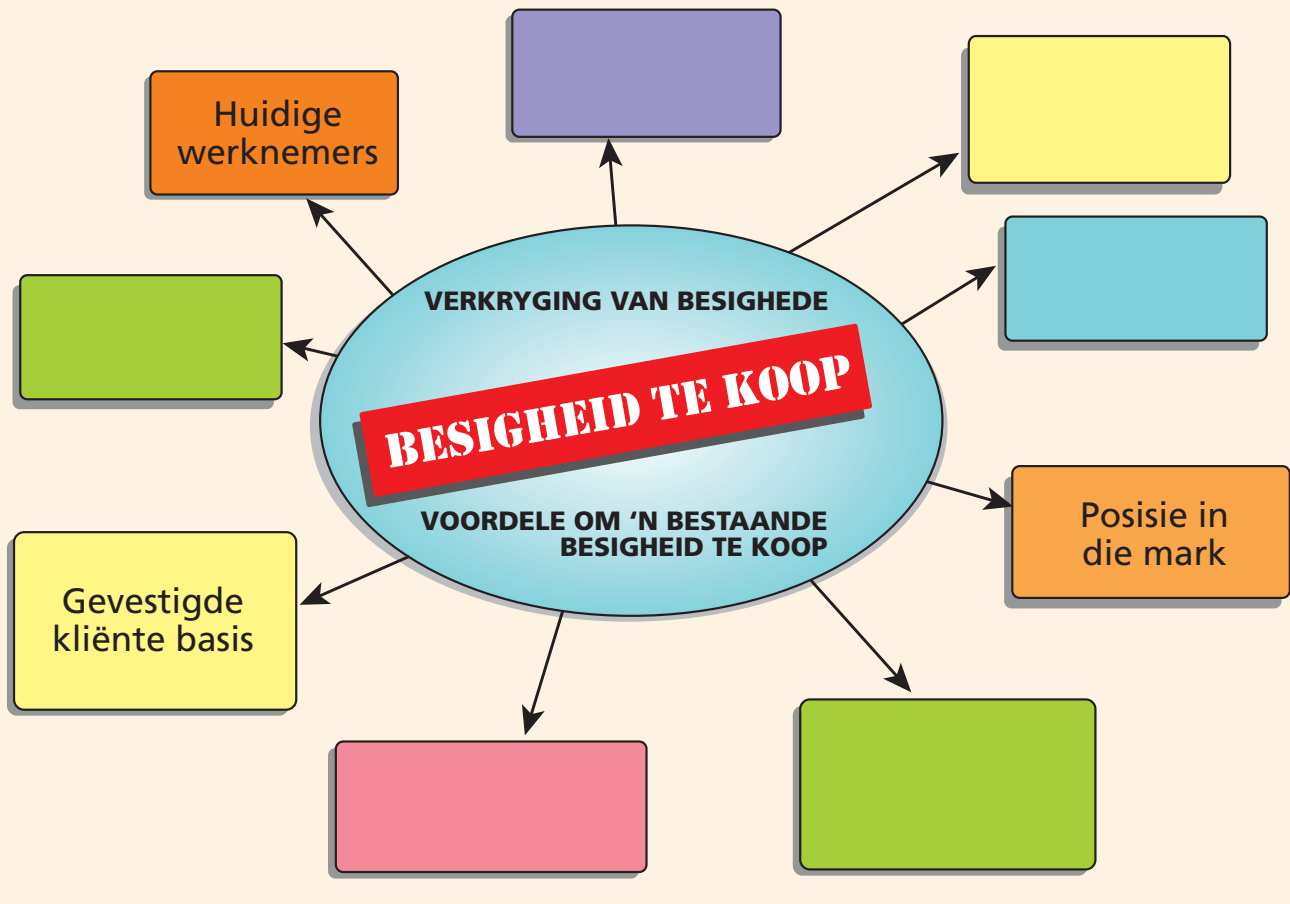 Huidige
werknemers
VERKRYGING VAN BESIGHEDE
BESIGHEID TE KOOP
VOORDELE OM ‘N BESTAANDE
BESIGHEID TE KOOP
Posisie in
die mark
Gevestigde
kliënte basis